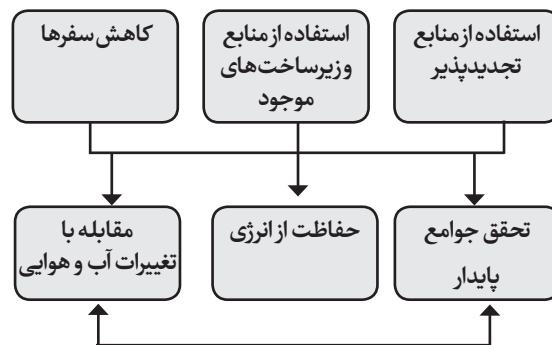 استفاده از منابع
تجدیدپذیر
استفاده از منابع
و زیرساخت‌های
موجود
کاهش سفرها
تحقق جوامع
پایدار
حفاظت از انرژی
مقابله با
تغییرات آب و هوایی